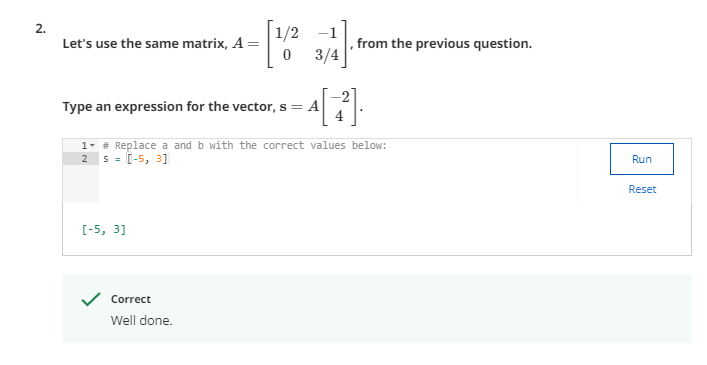 2.
Let's use the same matrix, A = [1/2 −1
0 3/4], from the previous question.
Type an expression for the vector, s = A[−2
4].
1 # Replace a and b with the correct values below:
2 s = [-5, 3]
Run
Reset
[-5, 3]
Correct
Well done.